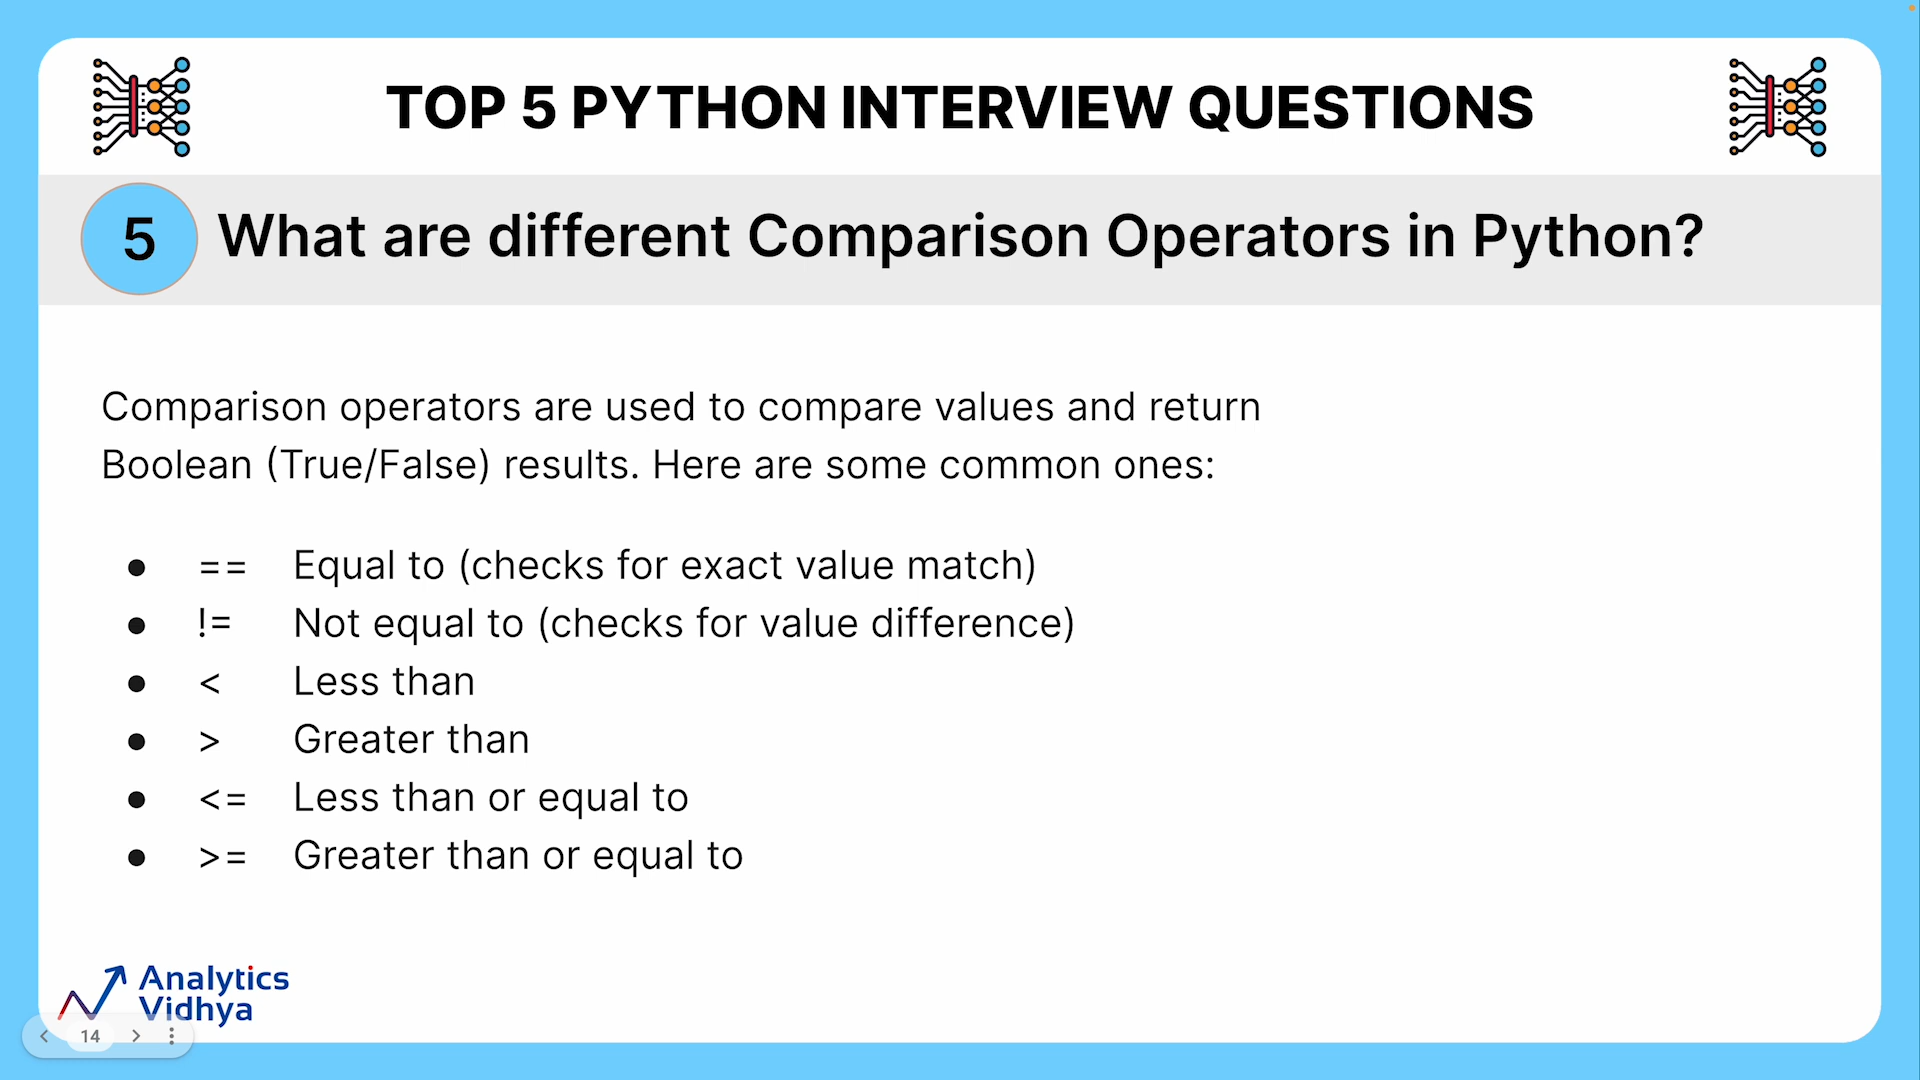 TOP 5 PYTHON INTERVIEW QUESTIONS
5 What are different Comparison Operators in Python?
Comparison operators are used to compare values and return
Boolean (True/False) results. Here are some common ones:
● == Equal to (checks for exact value match)
● != Not equal to (checks for value difference)
● < Less than
● > Greater than
● <= Less than or equal to
● >= Greater than or equal to
Analytics
Vidhya
14